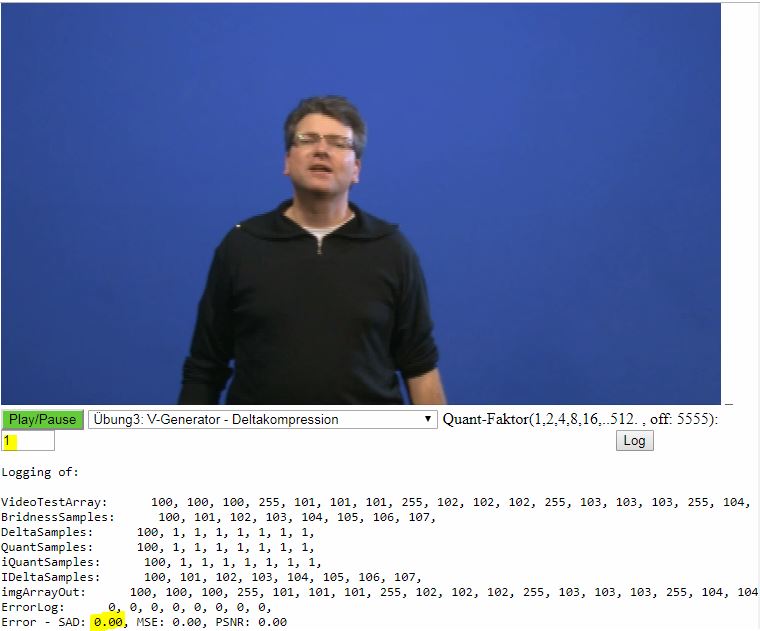 Play/Pause Übung3: V-Generator - Deltakompression Quant-Faktor(1,2,4,8,16,..512. , off: 5555):
1 Log
Logging of:
VideoTestArray: 100, 100, 100, 255, 101, 101, 101, 255, 102, 102, 102, 255, 103, 103, 103, 255, 104,
BridnessSamples: 100, 101, 102, 103, 104, 105, 106, 107,
DeltaSamples: 100, 1, 1, 1, 1, 1, 1, 1,
QuantSamples: 100, 1, 1, 1, 1, 1, 1, 1,
iQuantSamples: 100, 1, 1, 1, 1, 1, 1, 1,
IDeltaSamples: 100, 101, 102, 103, 104, 105, 106, 107,
imgArrayOut: 100, 100, 100, 255, 101, 101, 101, 255, 102, 102, 102, 255, 103, 103, 103, 255, 104, 104
ErrorLog: 0, 0, 0, 0, 0, 0, 0, 0,
Error - SAD: 0.00, MSE: 0.00, PSNR: 0.00